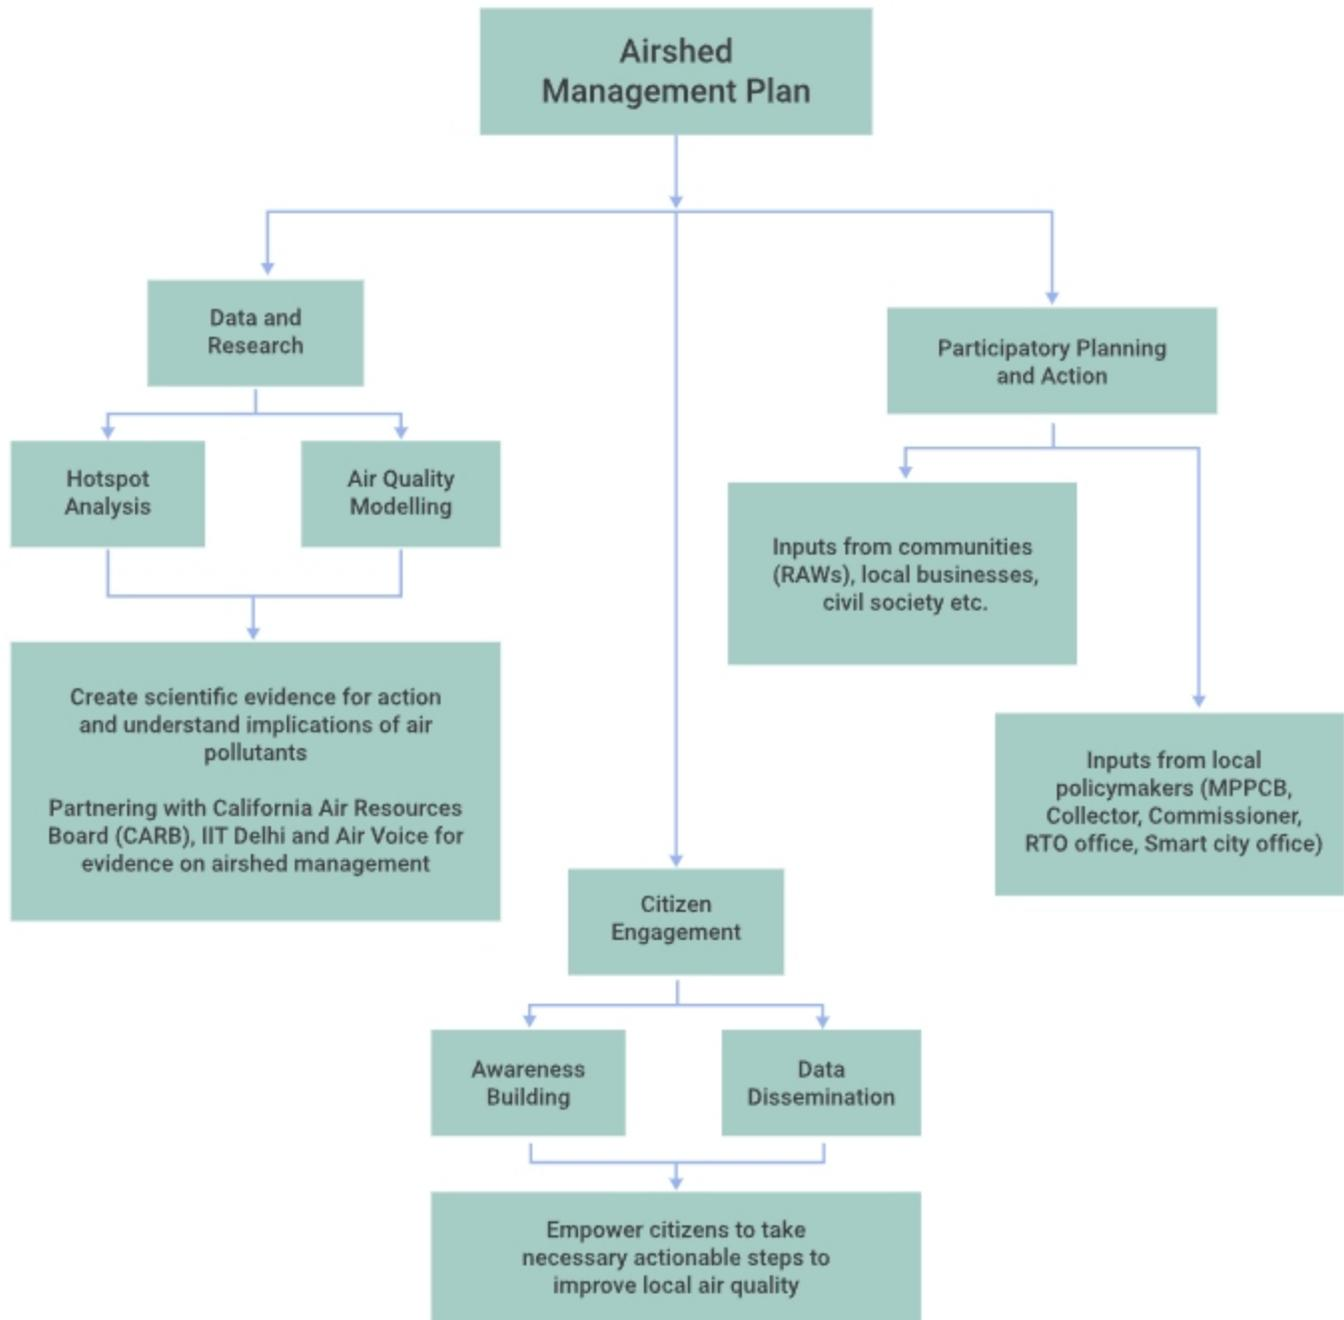 Airshed
Management Plan
Data and
Research
Participatory Planning
and Action
Hotspot
Analysis
Air Quality
Modelling
Inputs from communities
(RAWs), local businesses,
civil society etc.
Create scientific evidence for action
and understand implications of air
pollutants
Partnering with California Air Resources
Board (CARB), IIT Delhi and Air Voice for
evidence on airshed management
Inputs from local
policymakers (MPPCB,
Collector, Commissioner,
RTO office, Smart city office)
Citizen
Engagement
Awareness
Building
Data
Dissemination
Empower citizens to take
necessary actionable steps to
improve local air quality